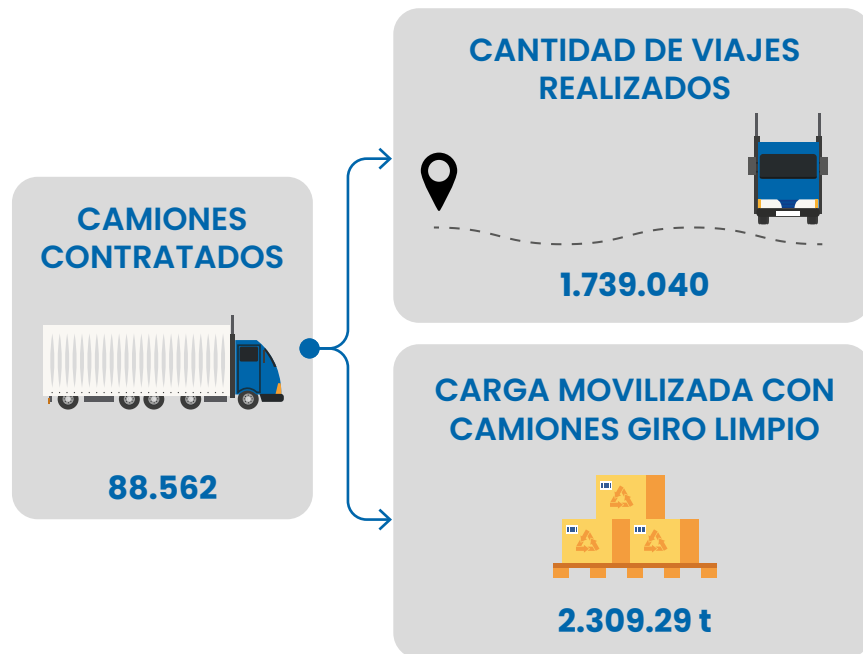 CAMIONES
CONTRATADOS
88.562
CANTIDAD DE VIAJES
REALIZADOS
1.739.040
CARGA MOVILIZADA CON
CAMIONES GIRO LIMPIO
2.309.29 t